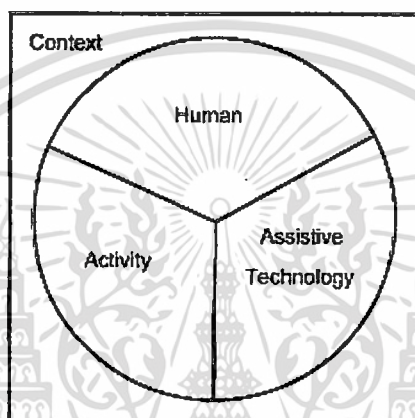 Context
Human
Activity
Assistive
Technology